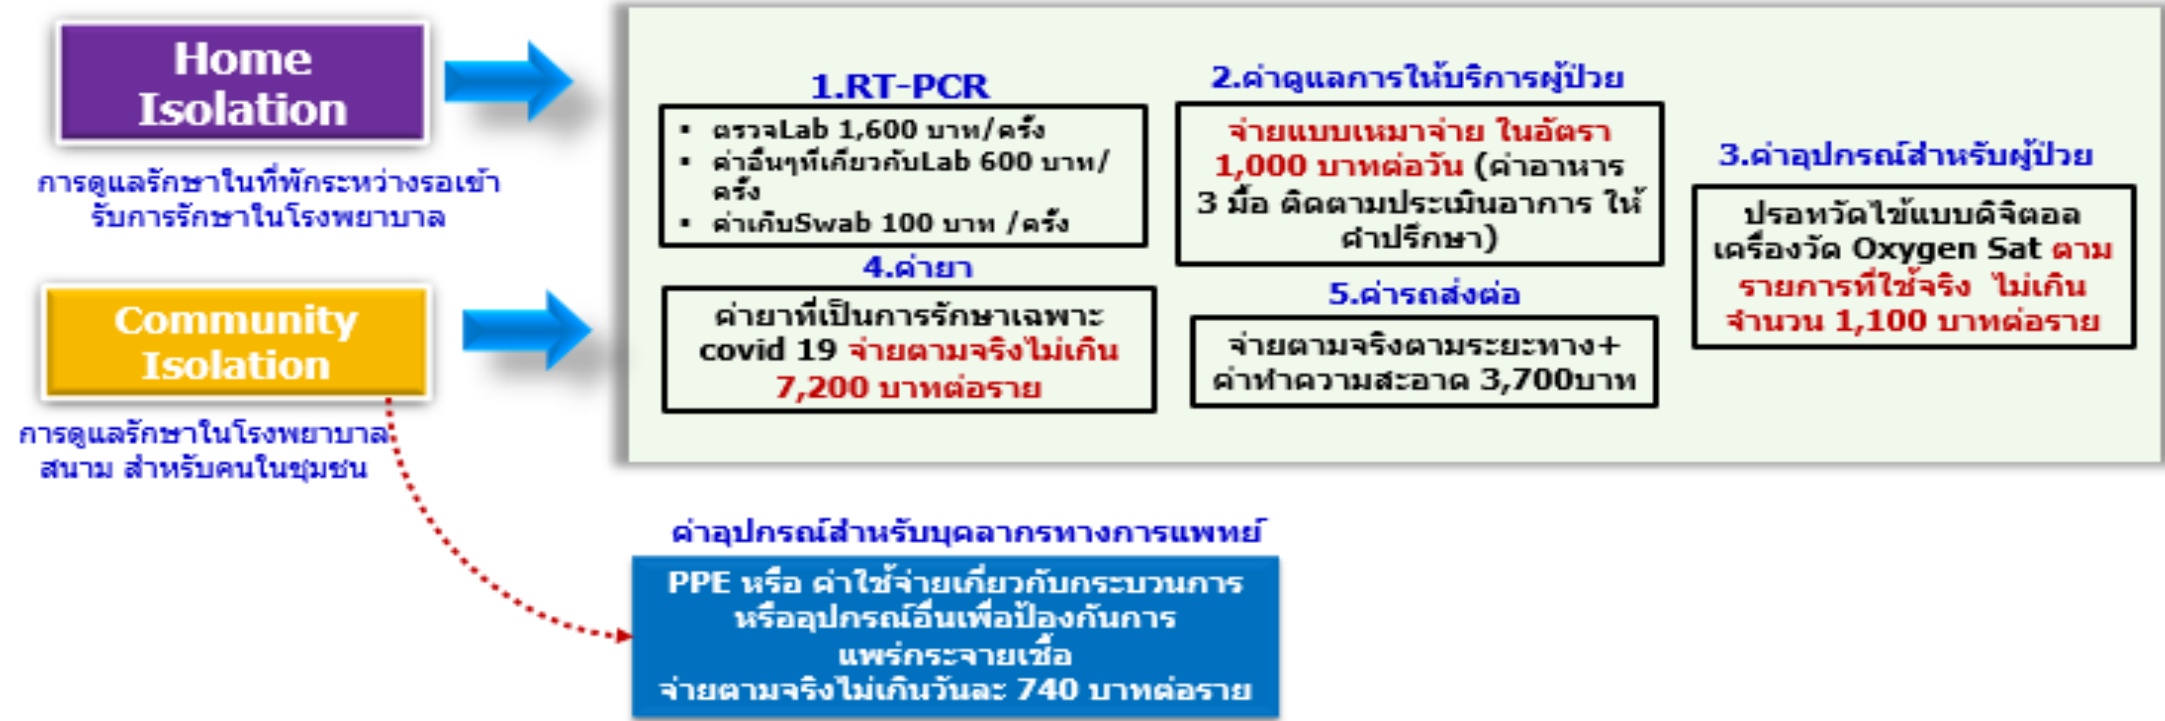 Home
Isolation
การดูแลรักษาในที่พักระหว่างรอเข้า
รับการรักษาในโรงพยาบาล
Community
Isolation
การดูแลรักษาในโรงพยาบาล
สนาม สำหรับคนในชุมชน
1.RT-PCR
▪ ตรวจLab 1,600 บาท/ครั้ง
▪ ค่าอื่นๆที่เกี่ยวกับLab 600 บาท/
ครั้ง
▪ ค่าเก็บSwab 100 บาท /ครั้ง
2.ค่าดูแลการให้บริการผู้ป่วย
จ่ายแบบเหมาจ่าย ในอัตรา
1,000 บาทต่อวัน (ค่าอาหาร
3 มื้อ ติดตามประเมินอาการ ให้
คำปรึกษา)
3.ค่าอุปกรณ์สำหรับผู้ป่วย
ปรอทวัดไข้แบบดิจิตอล
เครื่องวัด Oxygen Sat ตาม
รายการที่ใช้จริง ไม่เกิน
จำนวน 1,100 บาทต่อราย
4.ค่ายา
ค่ายาที่เป็นการรักษาเฉพาะ
covid 19 จ่ายตามจริงไม่เกิน
7,200 บาทต่อราย
5.ค่ารถส่งต่อ
จ่ายตามจริงตามระยะทาง+
ค่าทำความสะอาด 3,700บาท
ค่าอุปกรณ์สำหรับบุคลากรทางการแพทย์
PPE หรือ ค่าใช้จ่ายเกี่ยวกับกระบวนการ
หรืออุปกรณ์อื่นเพื่อป้องกันการ
แพร่กระจายเชื้อ
จ่ายตามจริงไม่เกินวันละ 740 บาทต่อราย